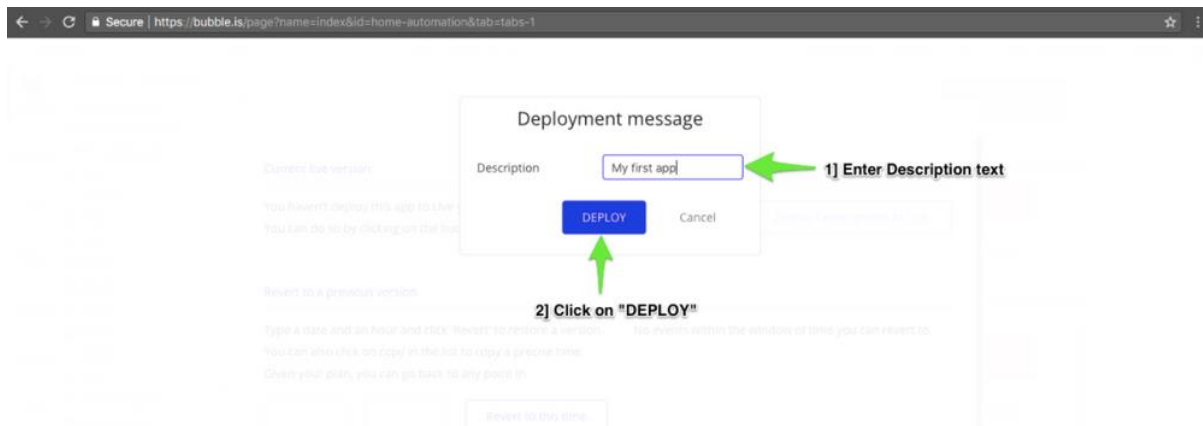 Secure | https://bubble.is/page?name=index&id=home-automation&tab=tabs-1
Deployment message
Description
My first app
1] Enter Description text
DEPLOY
Cancel
2] Click on "DEPLOY"
Current live version
You haven't deploy this app to Live
You can do so by clicking on the
Revert to a previous version
Type a date and an hour and click 'Revert' to restore a version.
No events within the window of time you can revert to.
You can also click on copy in the list to copy a precise time.
Given your plan, you can go back to any point in
Revert to this time